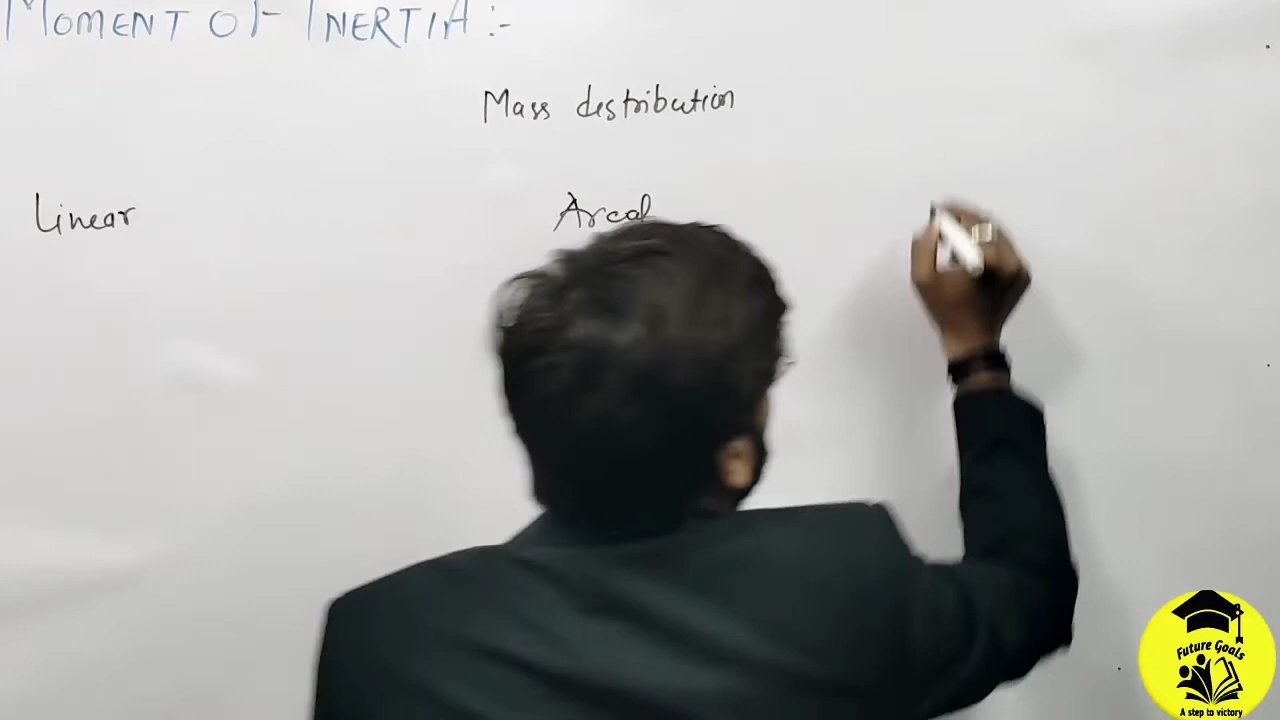 MOMENT OF INERTIA :-
Mass distribution
Linear Areal
Future Goals
A step to victory